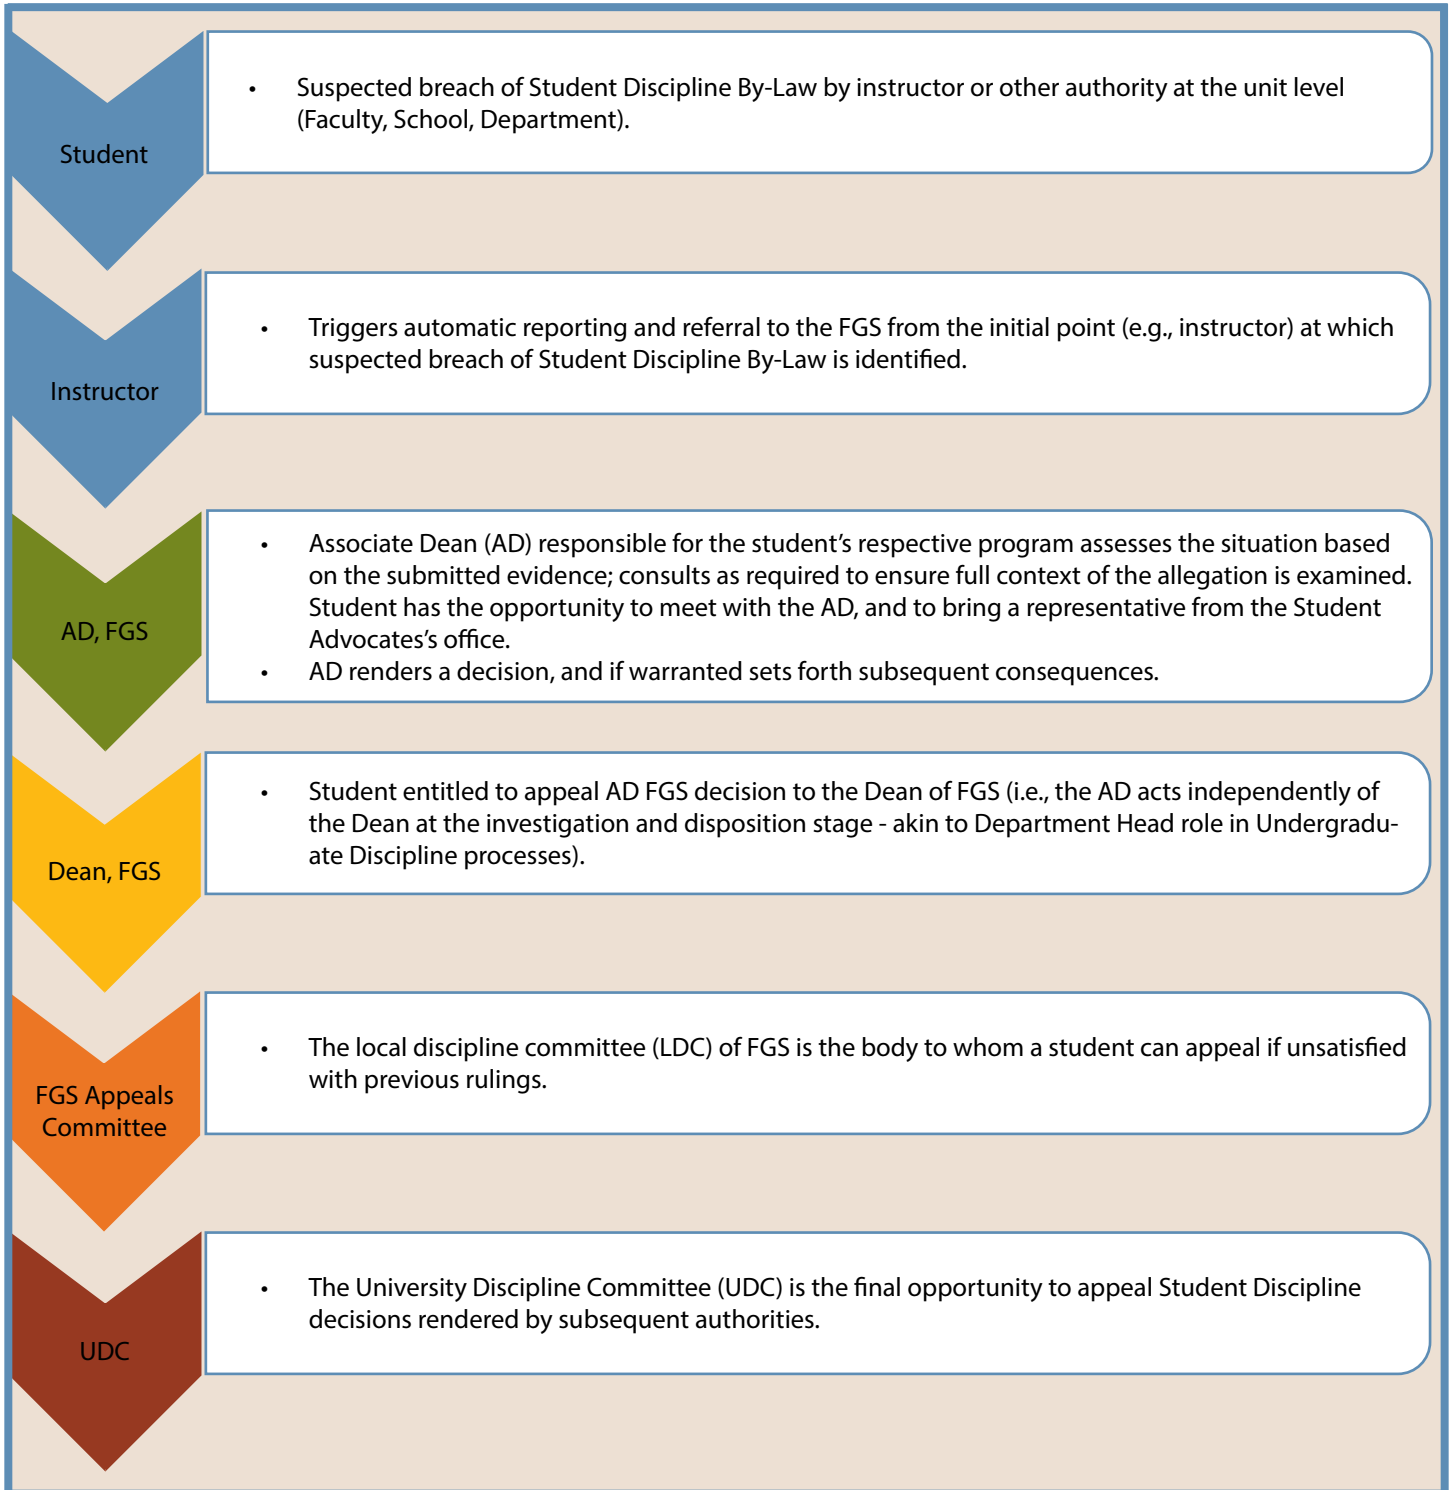 Student
• Suspected breach of Student Discipline By-Law by instructor or other authority at the unit level
(Faculty, School, Department).
Instructor
• Triggers automatic reporting and referral to the FGS from the initial point (e.g., instructor) at which
suspected breach of Student Discipline By-Law is identified.
AD, FGS
• Associate Dean (AD) responsible for the student’s respective program assesses the situation based
on the submitted evidence; consults as required to ensure full context of the allegation is examined.
Student has the opportunity to meet with the AD, and to bring a representative from the Student
Advocates’s office.
• AD renders a decision, and if warranted sets forth subsequent consequences.
Dean, FGS
• Student entitled to appeal AD FGS decision to the Dean of FGS (i.e., the AD acts independently of
the Dean at the investigation and disposition stage - akin to Department Head role in Undergradu-
ate Discipline processes).
FGS Appeals
Committee
• The local discipline committee (LDC) of FGS is the body to whom a student can appeal if unsatisfied
with previous rulings.
UDC
• The University Discipline Committee (UDC) is the final opportunity to appeal Student Discipline
decisions rendered by subsequent authorities.